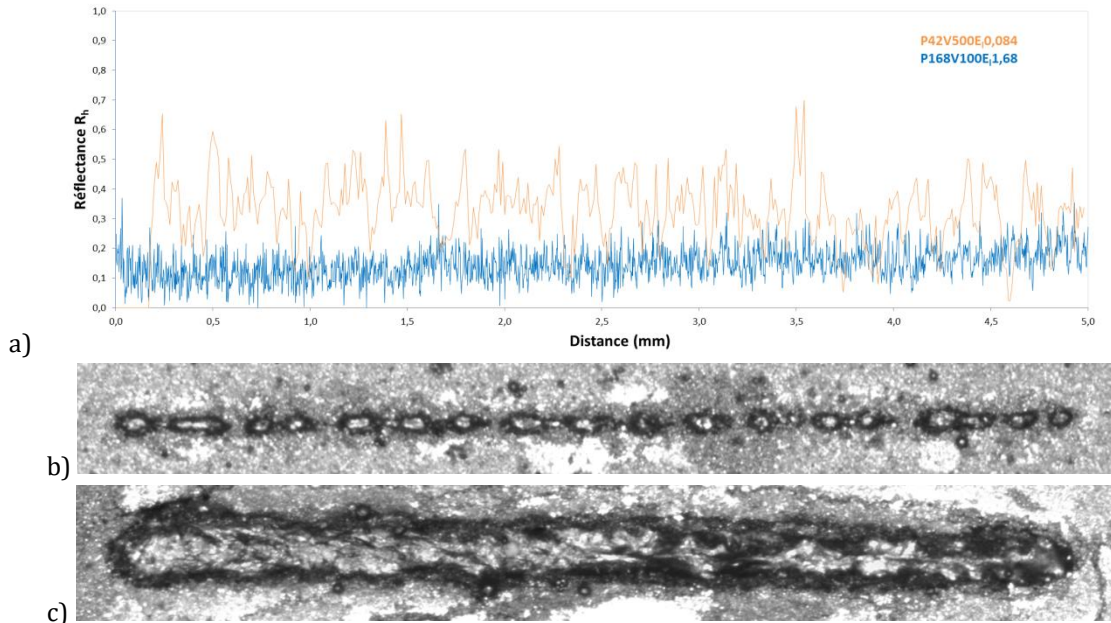 1,0
0,9
0,8
0,7
0,6
0,5
0,4
0,3
0,2
0,1
0,0
Réflectance Rh
P42V500Ei0,084
P168V100Ei1,68
0,0 0,5 1,0 1,5 2,0 2,5 3,0 3,5 4,0 4,5 5,0
Distance (mm)
a)
b)
c)